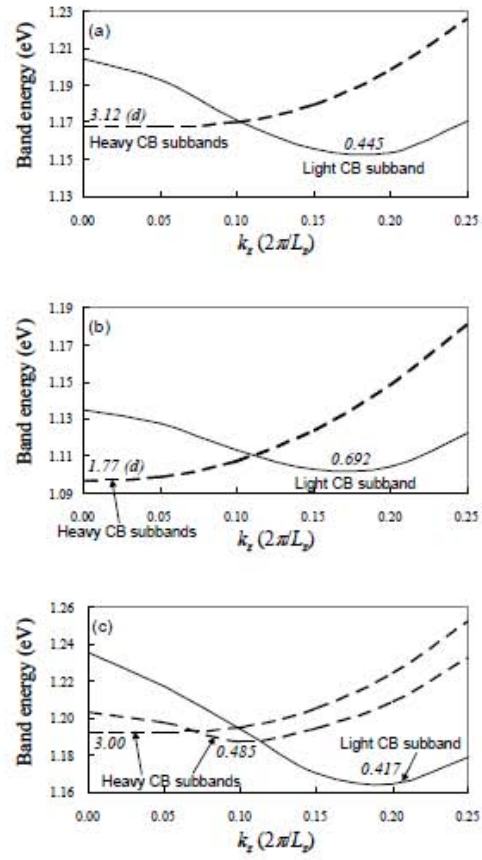 (a)
Band energy (eV)
1.23
1.21
1.19
1.17
1.15
1.13
3.12 (d)
Heavy CB subbands
0.445
Light CB subband
0.00 0.05 0.10 0.15 0.20 0.25
k_z (2π/L_z)
(b)
Band energy (eV)
1.19
1.17
1.15
1.13
1.11
1.09
1.77 (d)
Heavy CB subbands
0.692
Light CB subband
0.00 0.05 0.10 0.15 0.20 0.25
k_z (2π/L_z)
(c)
Band energy (eV)
1.26
1.24
1.22
1.20
1.18
1.16
3.00
0.485
Heavy CB subbands
Light CB subband
0.417
0.00 0.05 0.10 0.15 0.20 0.25
k_z (2π/L_z)